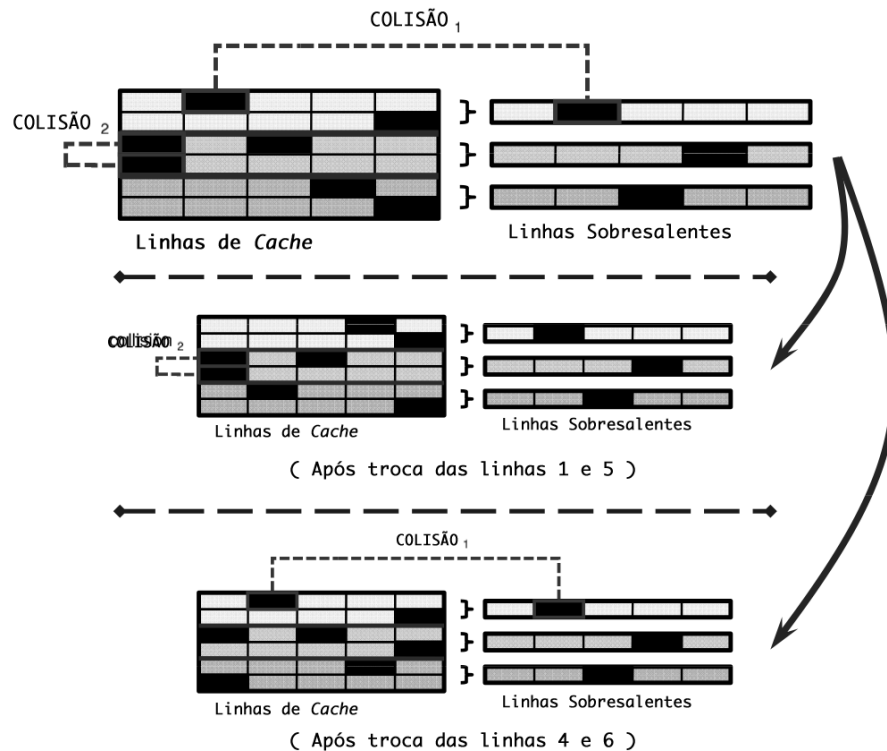 COLISÃO 1
COLISÃO 2
Linhas de Cache
Linhas Sobresalentes
COLISÃO 2
Linhas de Cache
Linhas Sobresalentes
( Após troca das linhas 1 e 5 )
COLISÃO 1
Linhas de Cache
Linhas Sobresalentes
( Após troca das linhas 4 e 6 )